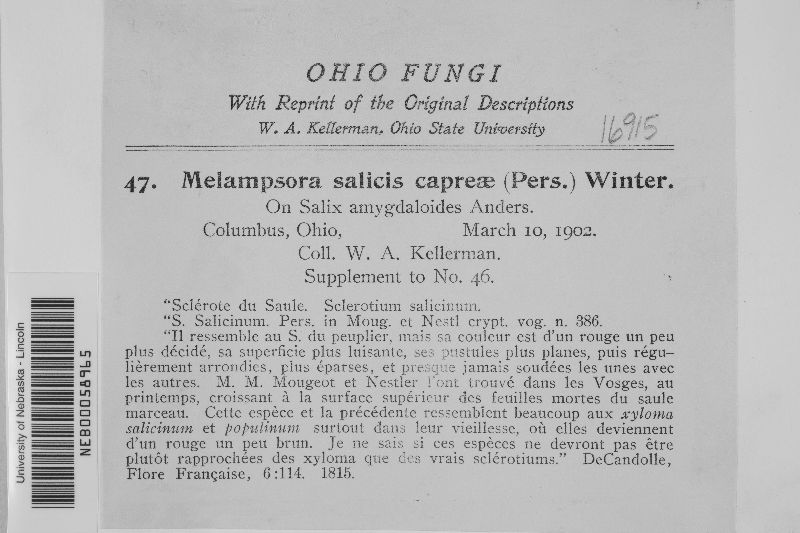 OHIO FUNGI
With Reprint of the Original Descriptions
W. A. Kellerman, Ohio State University
16915
47. Melampsora salicis capreæ (Pers.) Winter.
On Salix amygdaloides Anders.
Columbus, Ohio, March 10, 1902.
Coll. W. A. Kellerman.
Supplement to No. 46.
“Sclérote du Saule. Sclerotium salicinum.
“S. Salicinum. Pers. in Moug. et Nestl crypt. vog. n. 386.
“Il ressemble au S. du peuplier, mais sa couleur est d’un rouge un peu
plus décidé, sa superficie plus luisante, ses pustules plus planes, puis régu-
lièrement arrondies, plus éparses, et presque jamais soudées les unes avec
les autres. M. M. Mougeot et Nestler l’ont trouvé dans les Vosges, au
printemps, croissant à la surface supérieur des feuilles mortes du saule
marceau. Cette espèce et la précédente ressemblent beaucoup aux xyloma
salicinum et populinum surtout dans leur vieillesse, où elles deviennent
d’un rouge un peu brun. Je ne sais si ces espèces ne devront pas être
plutôt rapprochées des xyloma que des vrais sclérotiums.” DeCandolle,
Flore Française, 6:114. 1815.
University of Nebraska - Lincoln
NEB00058965